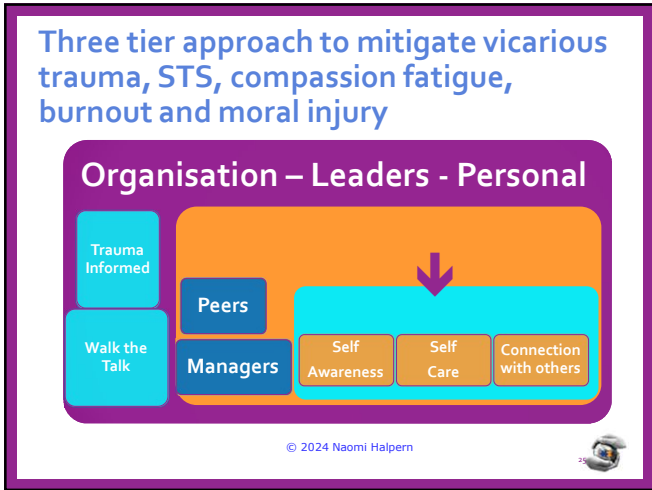 Three tier approach to mitigate vicarious
trauma, STS, compassion fatigue,
burnout and moral injury
Organisation – Leaders - Personal
Trauma
Informed
Walk the
Talk
Peers
Managers
Self
Awareness
Self
Care
Connection
with others
© 2024 Naomi Halpern